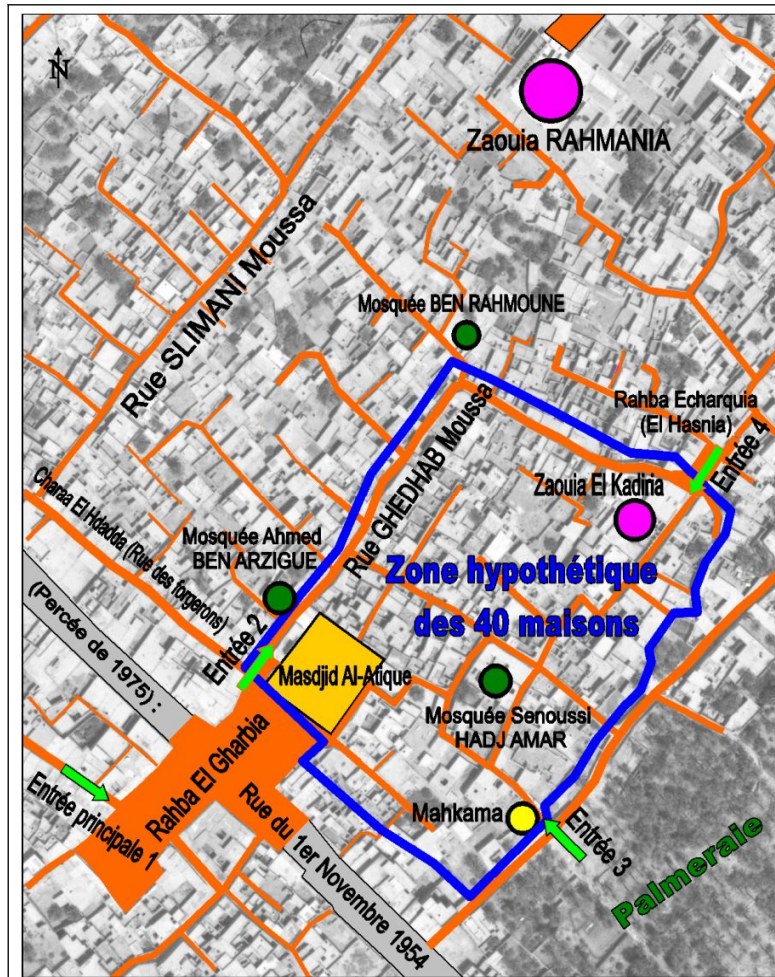 N
Zaouia RAHMANIA
Rue SLIMANI Moussa
Mosquée BEN RAHMOUNE
Rahba Echarquia
(El Hasnia)
Entrée 4
Rue GHEDHAB Moussa
Zaouia El Kadiria
Charaa El Hdadda (Rue des forgerons)
Mosquée Ahmed
BEN ARZIGUE
Zone hypothétique
des 40 maisons
(Percée de 1975) :
Entrée 2
Masdjid Al-Atique
Mosquée Senoussi
HADJ AMAR
Entrée principale 1
Rahba El Gharbia
Mahkama
Entrée 3
Rue du 1er Novembre 1954
Palmeraie